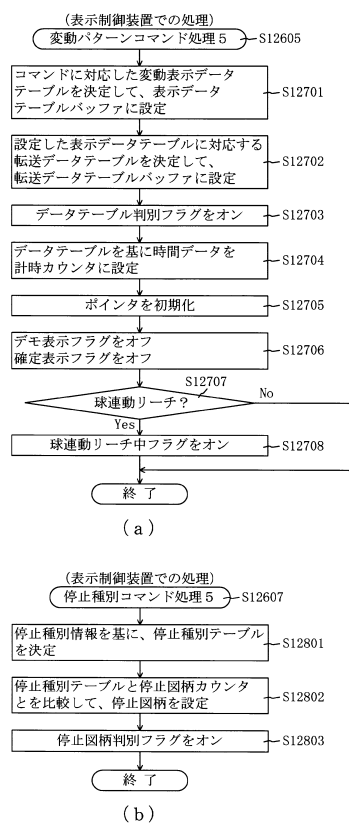 (表示制御装置での処理)
変動パターンコマンド処理5
S12605
コマンドに対応した変動表示データ
テーブルを決定して、表示データ
テーブルバッファに設定
S12701
設定した表示データテーブルに対応する
転送データテーブルを決定して、
転送データテーブルバッファに設定
S12702
データテーブル判別フラグをオン
S12703
データテーブルを基に時間データを
計時カウンタに設定
S12704
ポインタを初期化
S12705
デモ表示フラグをオフ
確定表示フラグをオフ
S12706
S12707
球連動リーチ?
No
Yes
球連動リーチ中フラグをオン
S12708
終了
(a)
(表示制御装置での処理)
停止種別コマンド処理5
S12607
停止種別情報を基に、停止種別テーブル
を決定
S12801
停止種別テーブルと停止図柄カウンタ
とを比較して、停止図柄を設定
S12802
停止図柄判別フラグをオン
S12803
終了
(b)